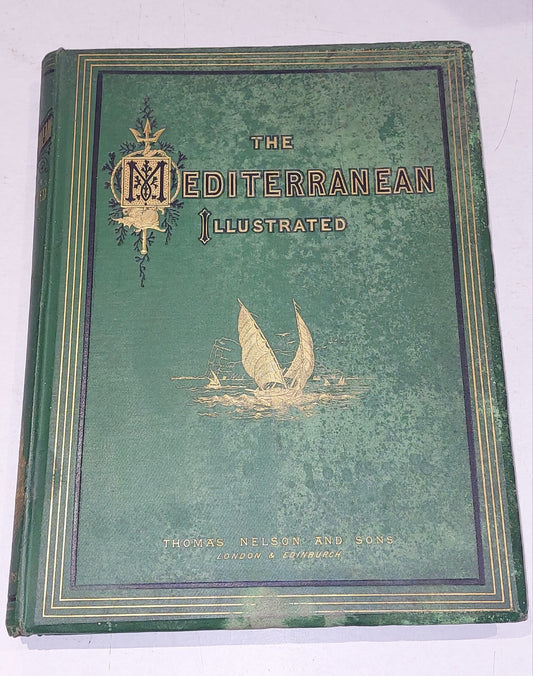 THE
MEDITERRANEAN
ILLUSTRATED
THOMAS NELSON AND SONS
LONDON & EDINBURGH